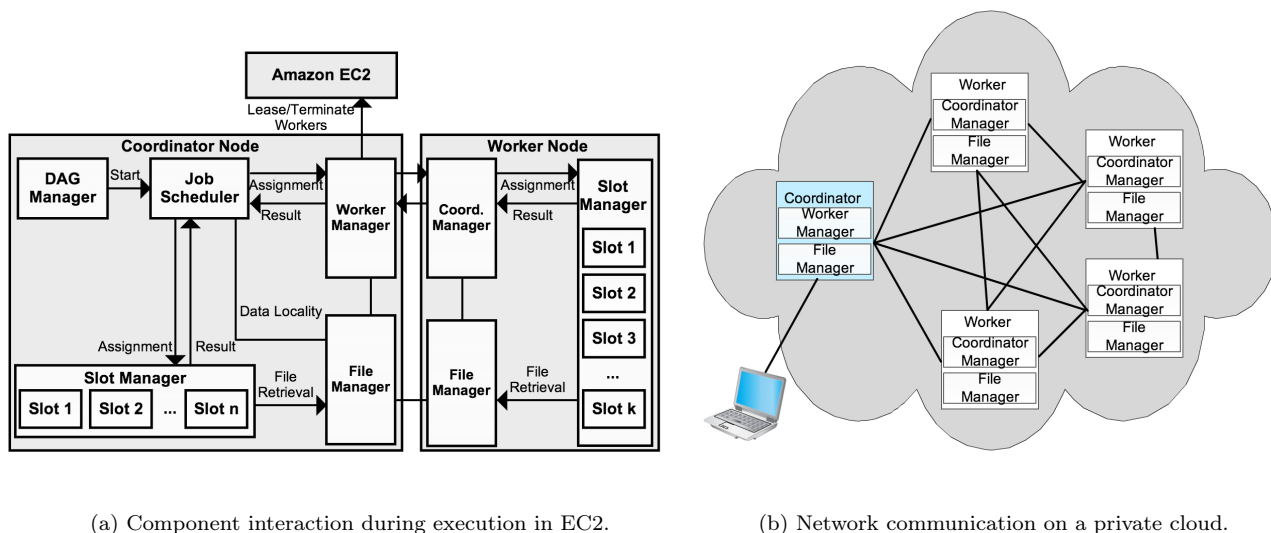 Amazon EC2
Lease/Terminate
Workers
Coordinator Node
DAG
Manager
Start
Job
Scheduler
Assignment
Result
Worker
Manager
Data Locality
Assignment
Result
Slot Manager
Slot 1
Slot 2
...
Slot n
File
Retrieval
File
Manager
Worker Node
Coord.
Manager
Assignment
Result
Slot
Manager
Slot 1
Slot 2
Slot 3
...
Slot k
File
Retrieval
File
Manager
(a) Component interaction during execution in EC2.
Worker
Coordinator
Manager
File
Manager
Worker
Coordinator
Manager
File
Manager
Coordinator
Worker
Manager
File
Manager
Worker
Coordinator
Manager
File
Manager
Worker
Coordinator
Manager
File
Manager
(b) Network communication on a private cloud.